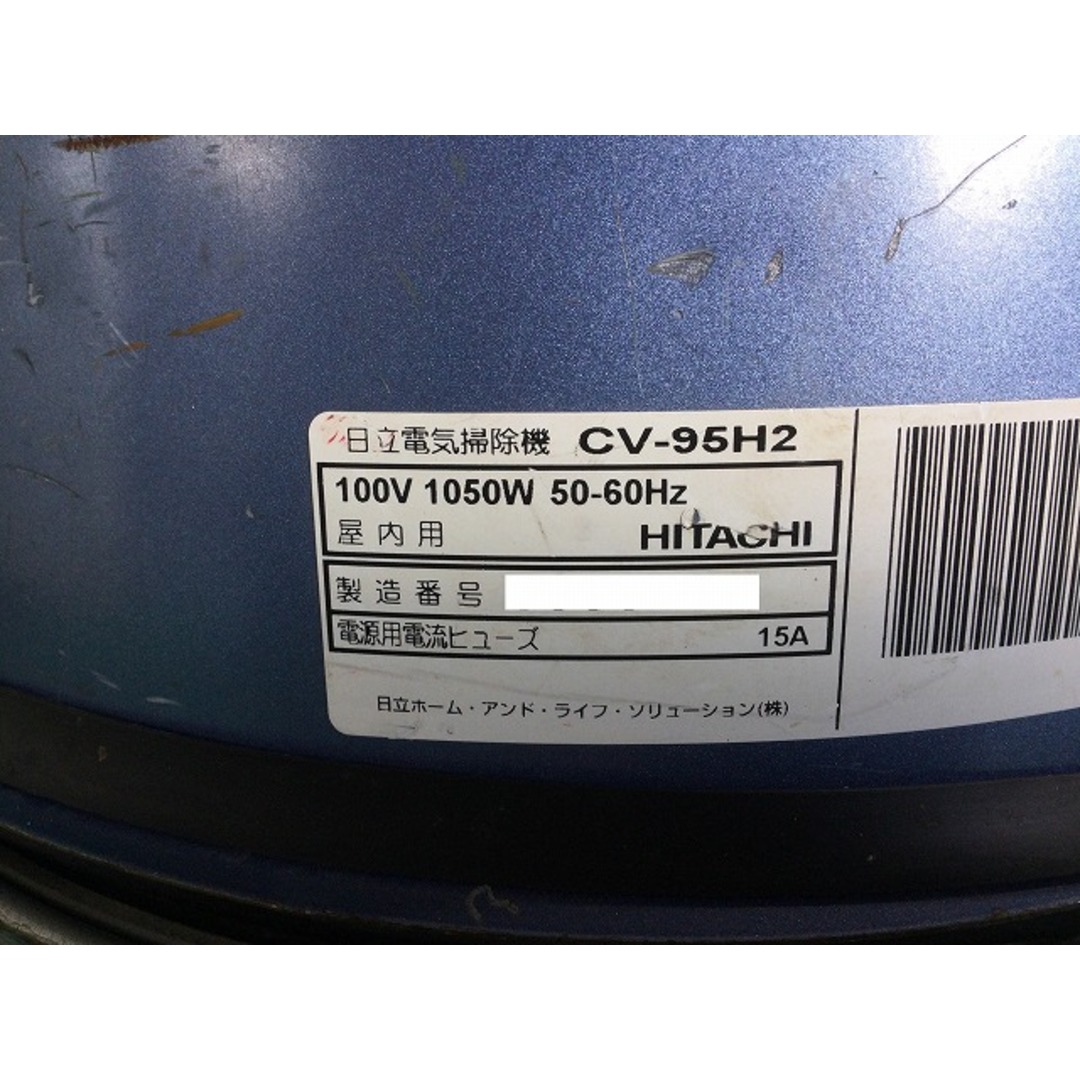 日立電気掃除機 CV-95H2
100V 1050W 50-60Hz
屋内用 HITACHI
製造番号
電源用電流ヒューズ 15A
日立ホーム・アンド・ライフ・ソリューション(株)